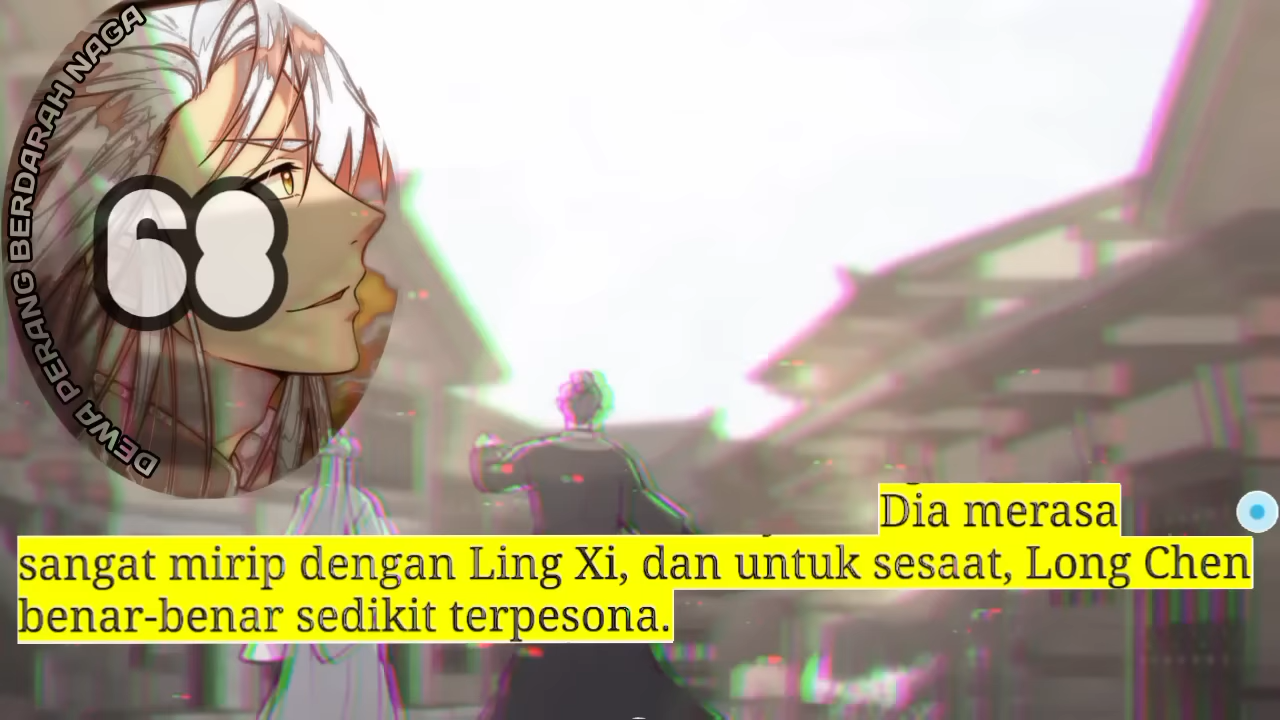 DEWA PERANG BERDARAH NAGA
68
Dia merasa
sangat mirip dengan Ling Xi, dan untuk sesaat, Long Chen
benar-benar sedikit terpesona.